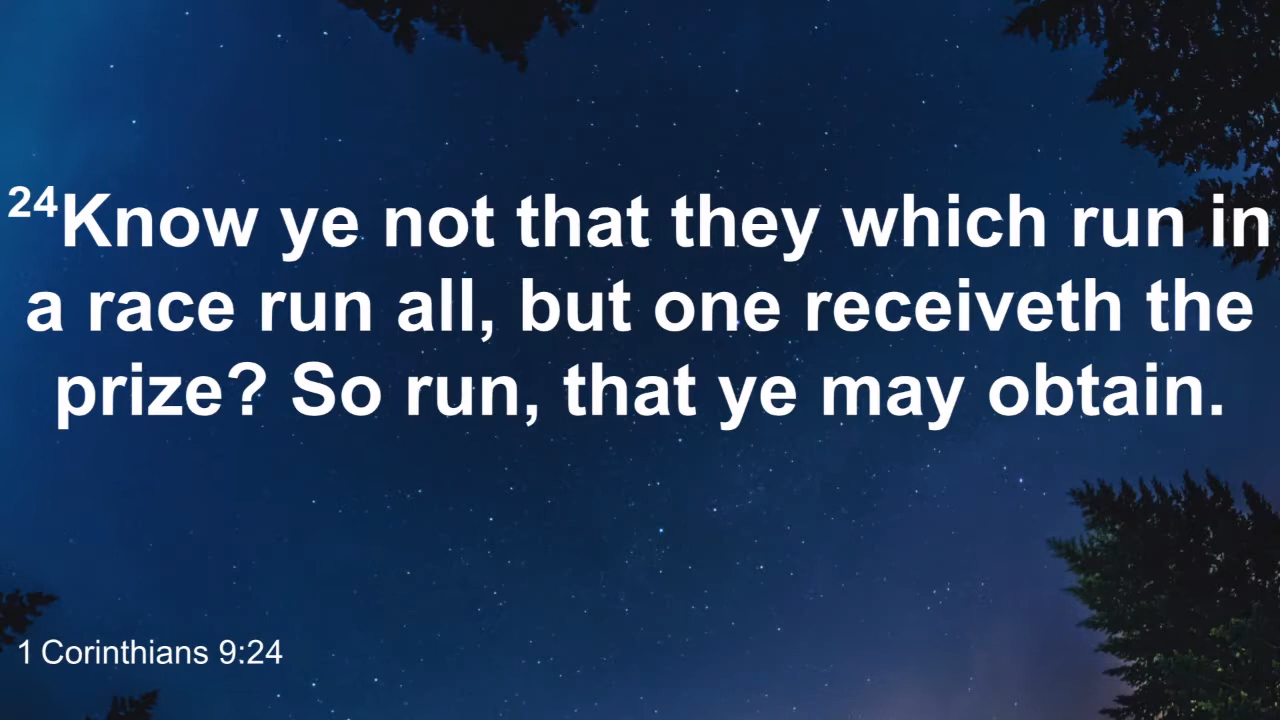 24Know ye not that they which run in
a race run all, but one receiveth the
prize? So run, that ye may obtain.
1 Corinthians 9:24